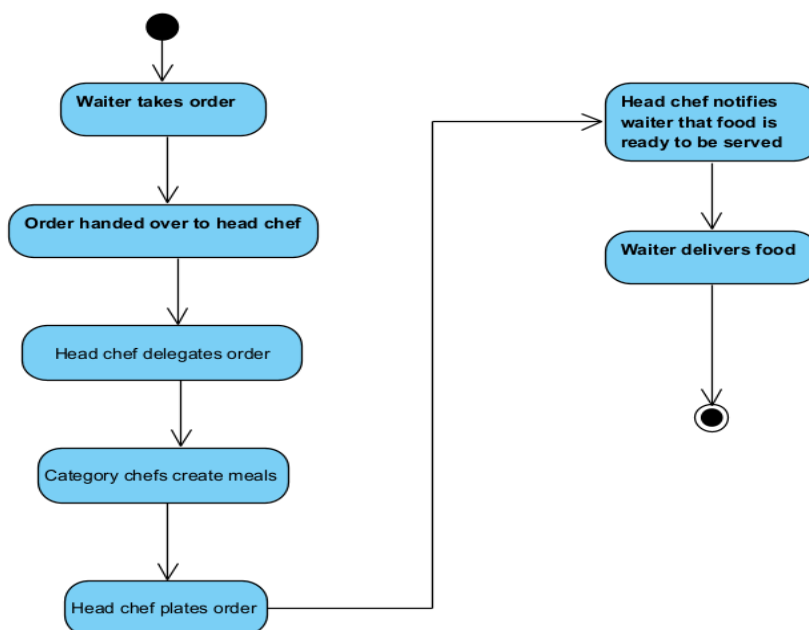 Waiter takes order
Order handed over to head chef
Head chef delegates order
Category chefs create meals
Head chef plates order
Head chef notifies
waiter that food is
ready to be served
Waiter delivers food